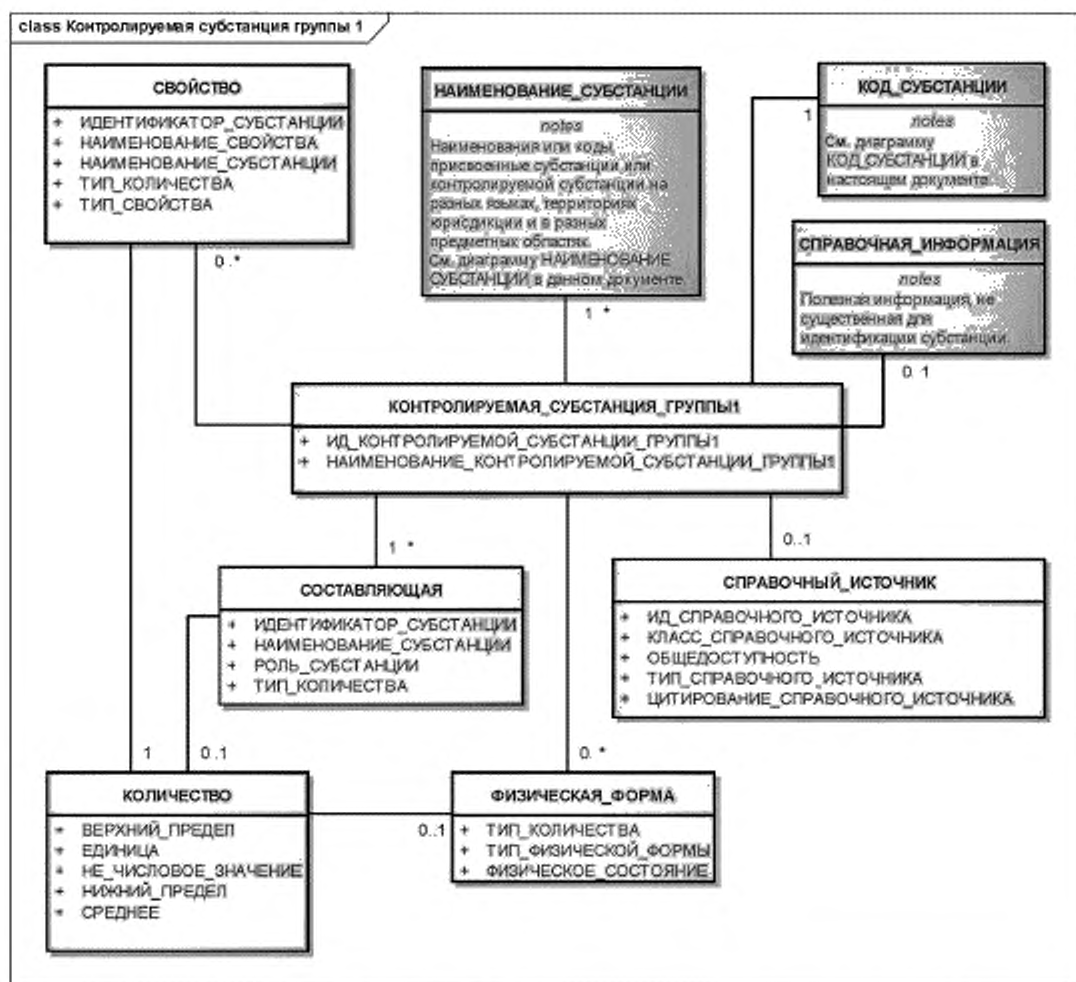 class Контролируемая субстанция группы 1
СВОЙСТВО
+ ИДЕНТИФИКАТОР_СУБСТАНЦИИ
+ НАИМЕНОВАНИЕ_СВОЙСТВА
+ НАИМЕНОВАНИЕ_СУБСТАНЦИИ
+ ТИП_КОЛИЧЕСТВА
+ ТИП_СВОЙСТВА
0..*
НАИМЕНОВАНИЕ_СУБСТАНЦИИ
notes
Наименования или коды,
присвоенные субстанции или
контролируемой субстанции на
разных языках, территориях
юрисдикции и в разных
предметных областях.
См. диаграмму НАИМЕНОВАНИЕ
СУБСТАНЦИИ в данном документе.
1 *
КОД_СУБСТАНЦИИ
notes
См. диаграмму
КОД_СУБСТАНЦИИ в
настоящем документе.
1
СПРАВОЧНАЯ_ИНФОРМАЦИЯ
notes
Полезная информация, не
существенная для
идентификации субстанции.
0. 1
КОНТРОЛИРУЕМАЯ_СУБСТАНЦИЯ_ГРУППЫ1
+ ИД_КОНТРОЛИРУЕМОЙ_СУБСТАНЦИИ_ГРУППЫ1
+ НАИМЕНОВАНИЕ_КОНТРОЛИРУЕМОЙ_СУБСТАНЦИИ_ГРУППЫ1
1 *
0..1
СОСТАВЛЯЮЩАЯ
+ ИДЕНТИФИКАТОР_СУБСТАНЦИИ
+ НАИМЕНОВАНИЕ_СУБСТАНЦИИ
+ РОЛЬ_СУБСТАНЦИИ
+ ТИП_КОЛИЧЕСТВА
СПРАВОЧНЫЙ_ИСТОЧНИК
+ ИД_СПРАВОЧНОГО_ИСТОЧНИКА
+ КЛАСС_СПРАВОЧНОГО_ИСТОЧНИКА
+ ОБЩЕДОСТУПНОСТЬ
+ ТИП_СПРАВОЧНОГО_ИСТОЧНИКА
+ ЦИТИРОВАНИЕ_СПРАВОЧНОГО_ИСТОЧНИКА
1
0..1
0. *
КОЛИЧЕСТВО
+ ВЕРХНИЙ_ПРЕДЕЛ
+ ЕДИНИЦА
+ НЕ_ЧИСЛОВОЕ_ЗНАЧЕНИЕ
+ НИЖНИЙ_ПРЕДЕЛ
+ СРЕДНЕЕ
0..1
ФИЗИЧЕСКАЯ_ФОРМА
+ ТИП_КОЛИЧЕСТВА
+ ТИП_ФИЗИЧЕСКОЙ_ФОРМЫ
+ ФИЗИЧЕСКОЕ_СОСТОЯНИЕ